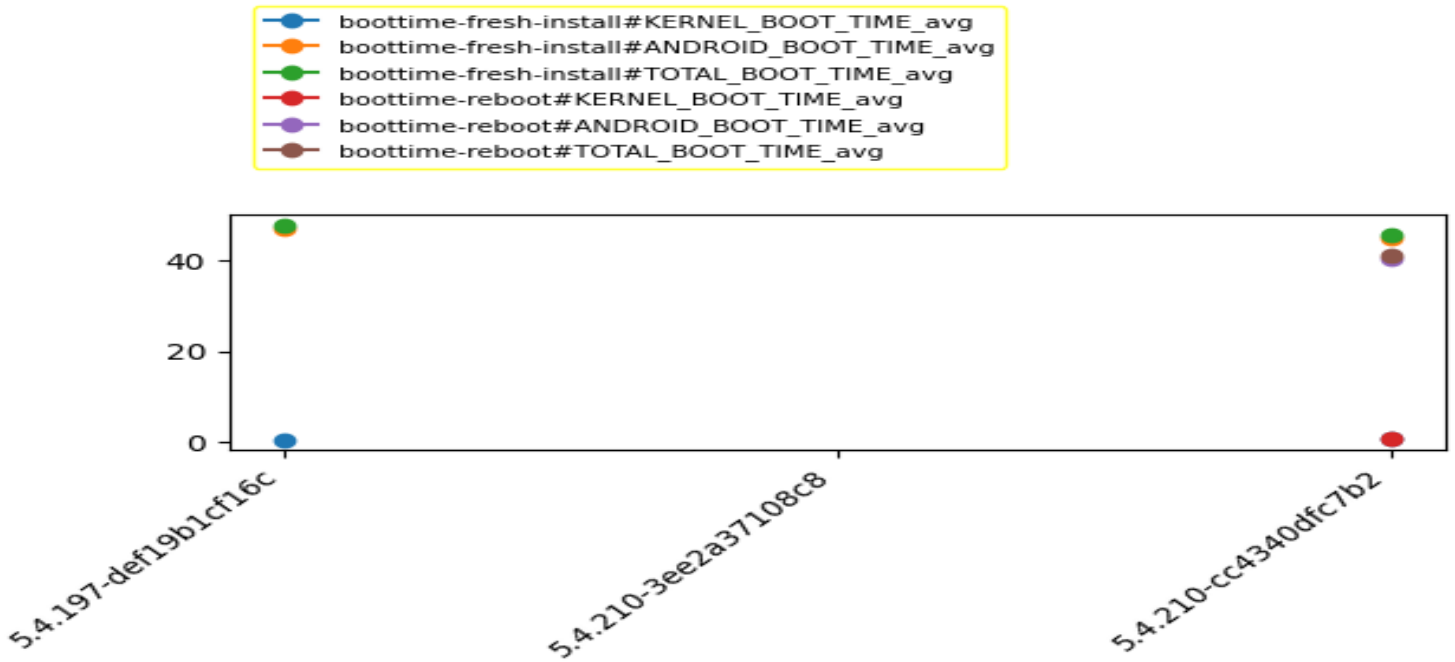 boottime-fresh-install#KERNEL_BOOT_TIME_avg
boottime-fresh-install#ANDROID_BOOT_TIME_avg
boottime-fresh-install#TOTAL_BOOT_TIME_avg
boottime-reboot#KERNEL_BOOT_TIME_avg
boottime-reboot#ANDROID_BOOT_TIME_avg
boottime-reboot#TOTAL_BOOT_TIME_avg
40
20
0
5.4.197-def19b1cf16c
5.4.210-3ee2a37108c8
5.4.210-cc4340dfc7b2